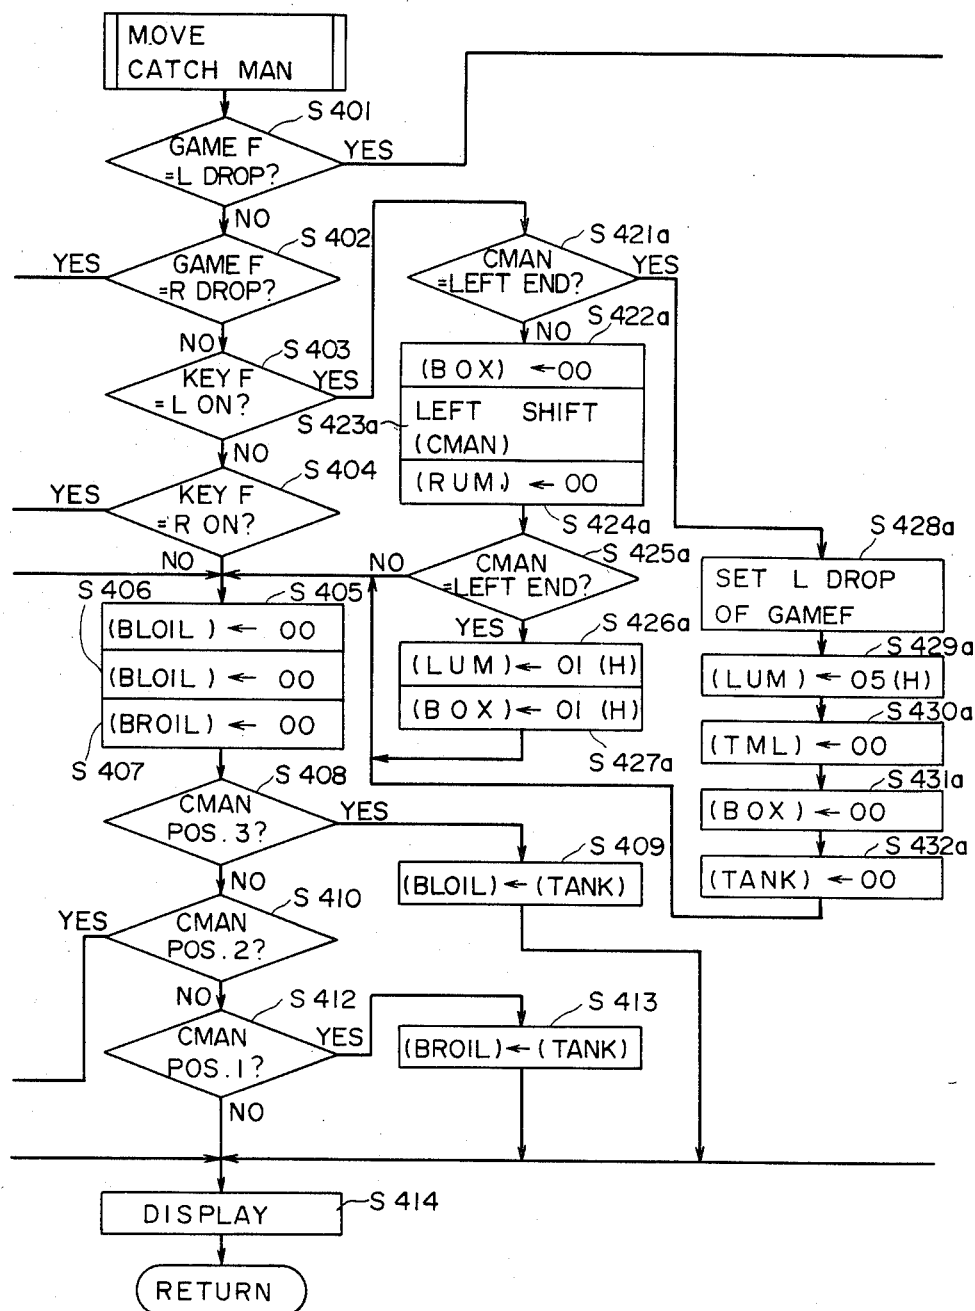 MOVE
CATCH MAN
S 401
GAME F
=L DROP?
YES
NO
S 402
YES
GAME F
=R DROP?
NO
S 403
KEY F
=L ON?
YES
NO
S 404
YES
KEY F
=R ON?
NO
S 421a
CMAN
=LEFT END?
YES
NO
S 422a
(BOX) ←00
S 423a
LEFT SHIFT
(CMAN)
(RUM) ← 00
S 424a
S 425a
NO
CMAN
=LEFT END?
YES
S 426a
(LUM)← 01 (H)
(BOX)←01 (H)
S 427a
S 428a
SET L DROP
OF GAMEF
S 429a
(LUM)←05(H)
S 430a
(TML) ←00
S 431a
(BOX) ←00
S 432a
(TANK) ←00
S 406
S 405
(BLOIL) ← 00
(BLOIL) ← 00
(BROIL) ← 00
S 407
S 408
CMAN
POS.3?
YES
NO
S 409
(BLOIL)←(TANK)
S 410
YES
CMAN
POS.2?
NO
S 412
CMAN
POS.1?
YES
NO
S 413
(BROIL)←(TANK)
DISPLAY
S 414
RETURN